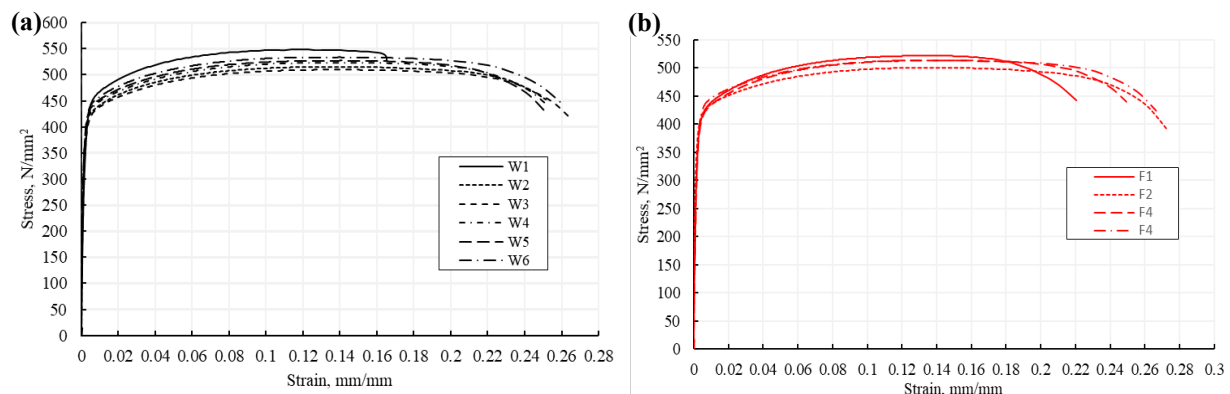 (a)
600
550
500
450
400
350
300
250
200
150
100
50
0
Stress, N/mm²
W1
W2
W3
W4
W5
W6
0 0.02 0.04 0.06 0.08 0.1 0.12 0.14 0.16 0.18 0.2 0.22 0.24 0.26 0.28
Strain, mm/mm
(b)
550
500
450
400
350
300
250
200
150
100
50
0
Stress, N/mm²
F1
F2
F4
F4
0 0.02 0.04 0.06 0.08 0.1 0.12 0.14 0.16 0.18 0.2 0.22 0.24 0.26 0.28 0.3
Strain, mm/mm